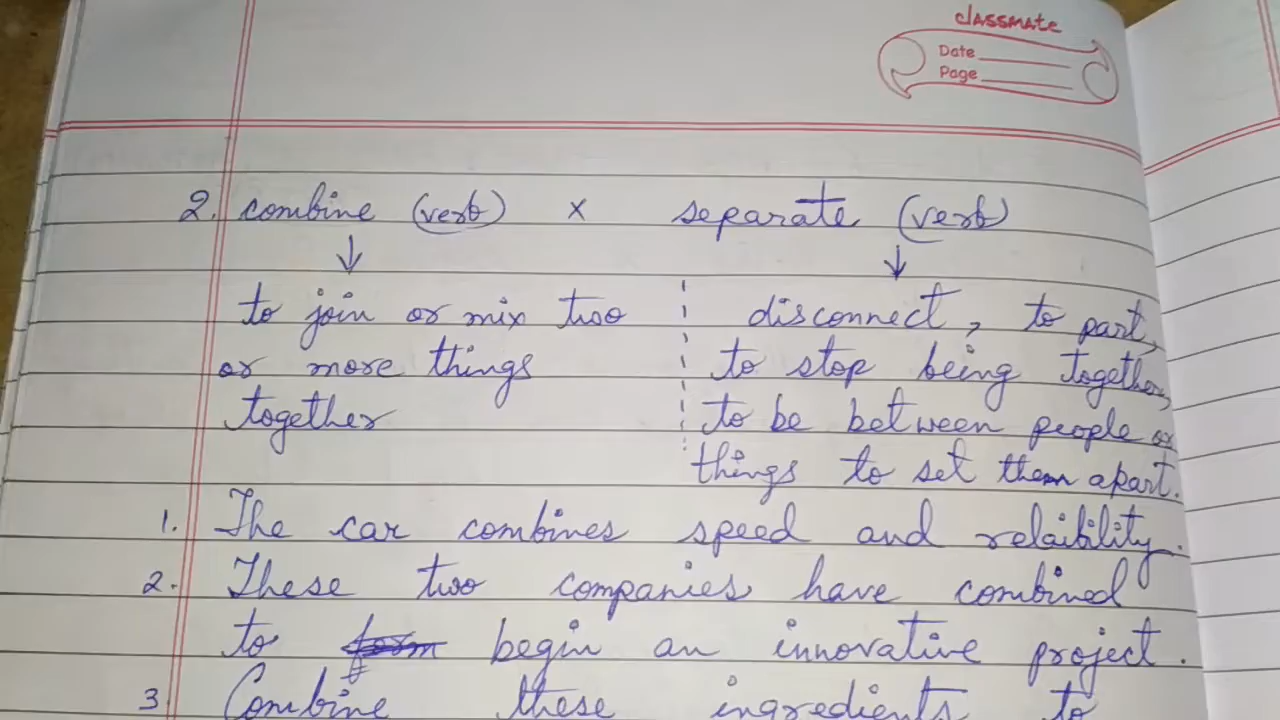 classmate
Date
Page
2. combine (verb) x separate (verb)
↓ ↓
to join or mix two disconnect, to part,
or more things to stop being together,
together to be between people or
things to set them apart.
1. The car combines speed and relaibility.
2. These two companies have combined
to form begin an innovative project.
3. Combine these ingredients to